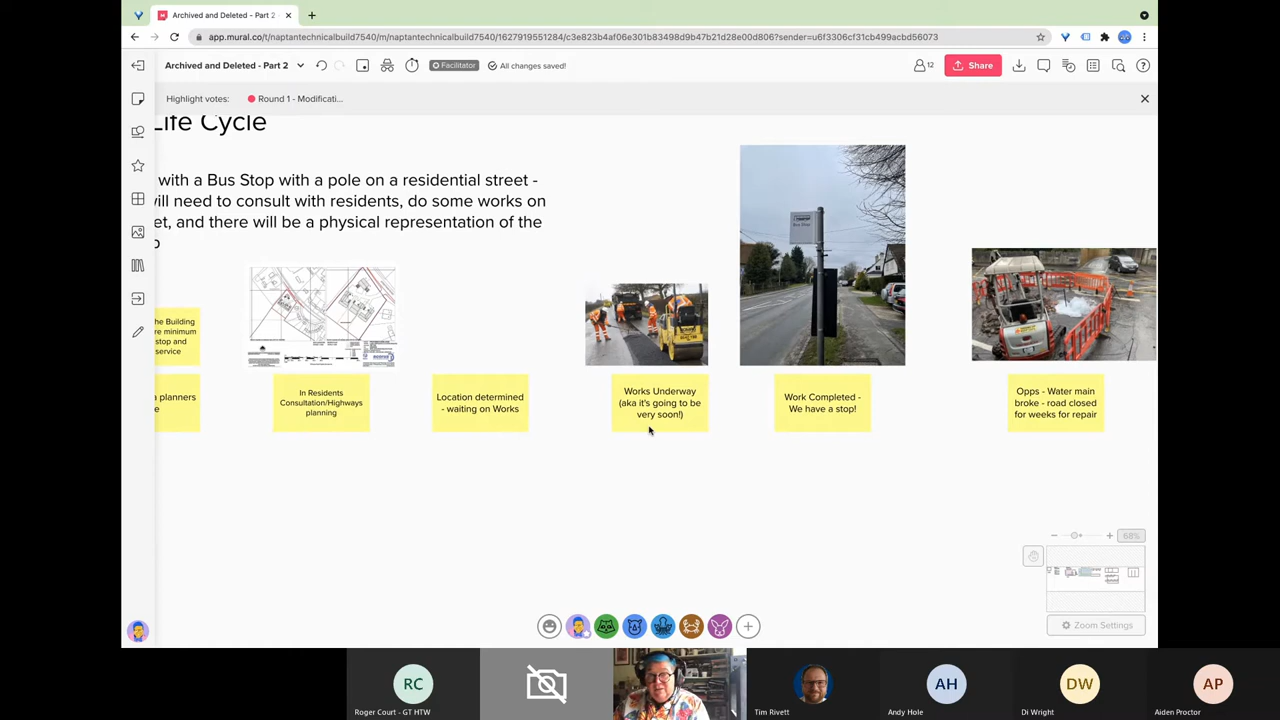 Archived and Deleted - Part 2
app.mural.co/t/naptantechnicalbuild7540/m/naptantechnicalbuild7540/1627919551284/c3e823b4af06e301b83498d9b47b21d28e00d806?sender=u6f3306cf31cb499acbd56073
Archived and Deleted - Part 2
Facilitator
All changes saved!
12
Share
Highlight votes:
Round 1 - Modificati...
Life Cycle
with a Bus Stop with a pole on a residential street -
will need to consult with residents, do some works on
et, and there will be a physical representation of the
p
he Building
re minimum
stop and
service
a planners
e
In Residents
Consultation/Highways
planning
Location determined
- waiting on Works
Works Underway
(aka it's going to be
very soon!)
Bus Stop
Work Completed -
We have a stop!
Opps - Water main
broke - road closed
for weeks for repair
68%
Zoom Settings
RC
Roger Court - GT HTW
Tim Rivett
AH
Andy Hole
DW
Di Wright
AP
Aiden Proctor